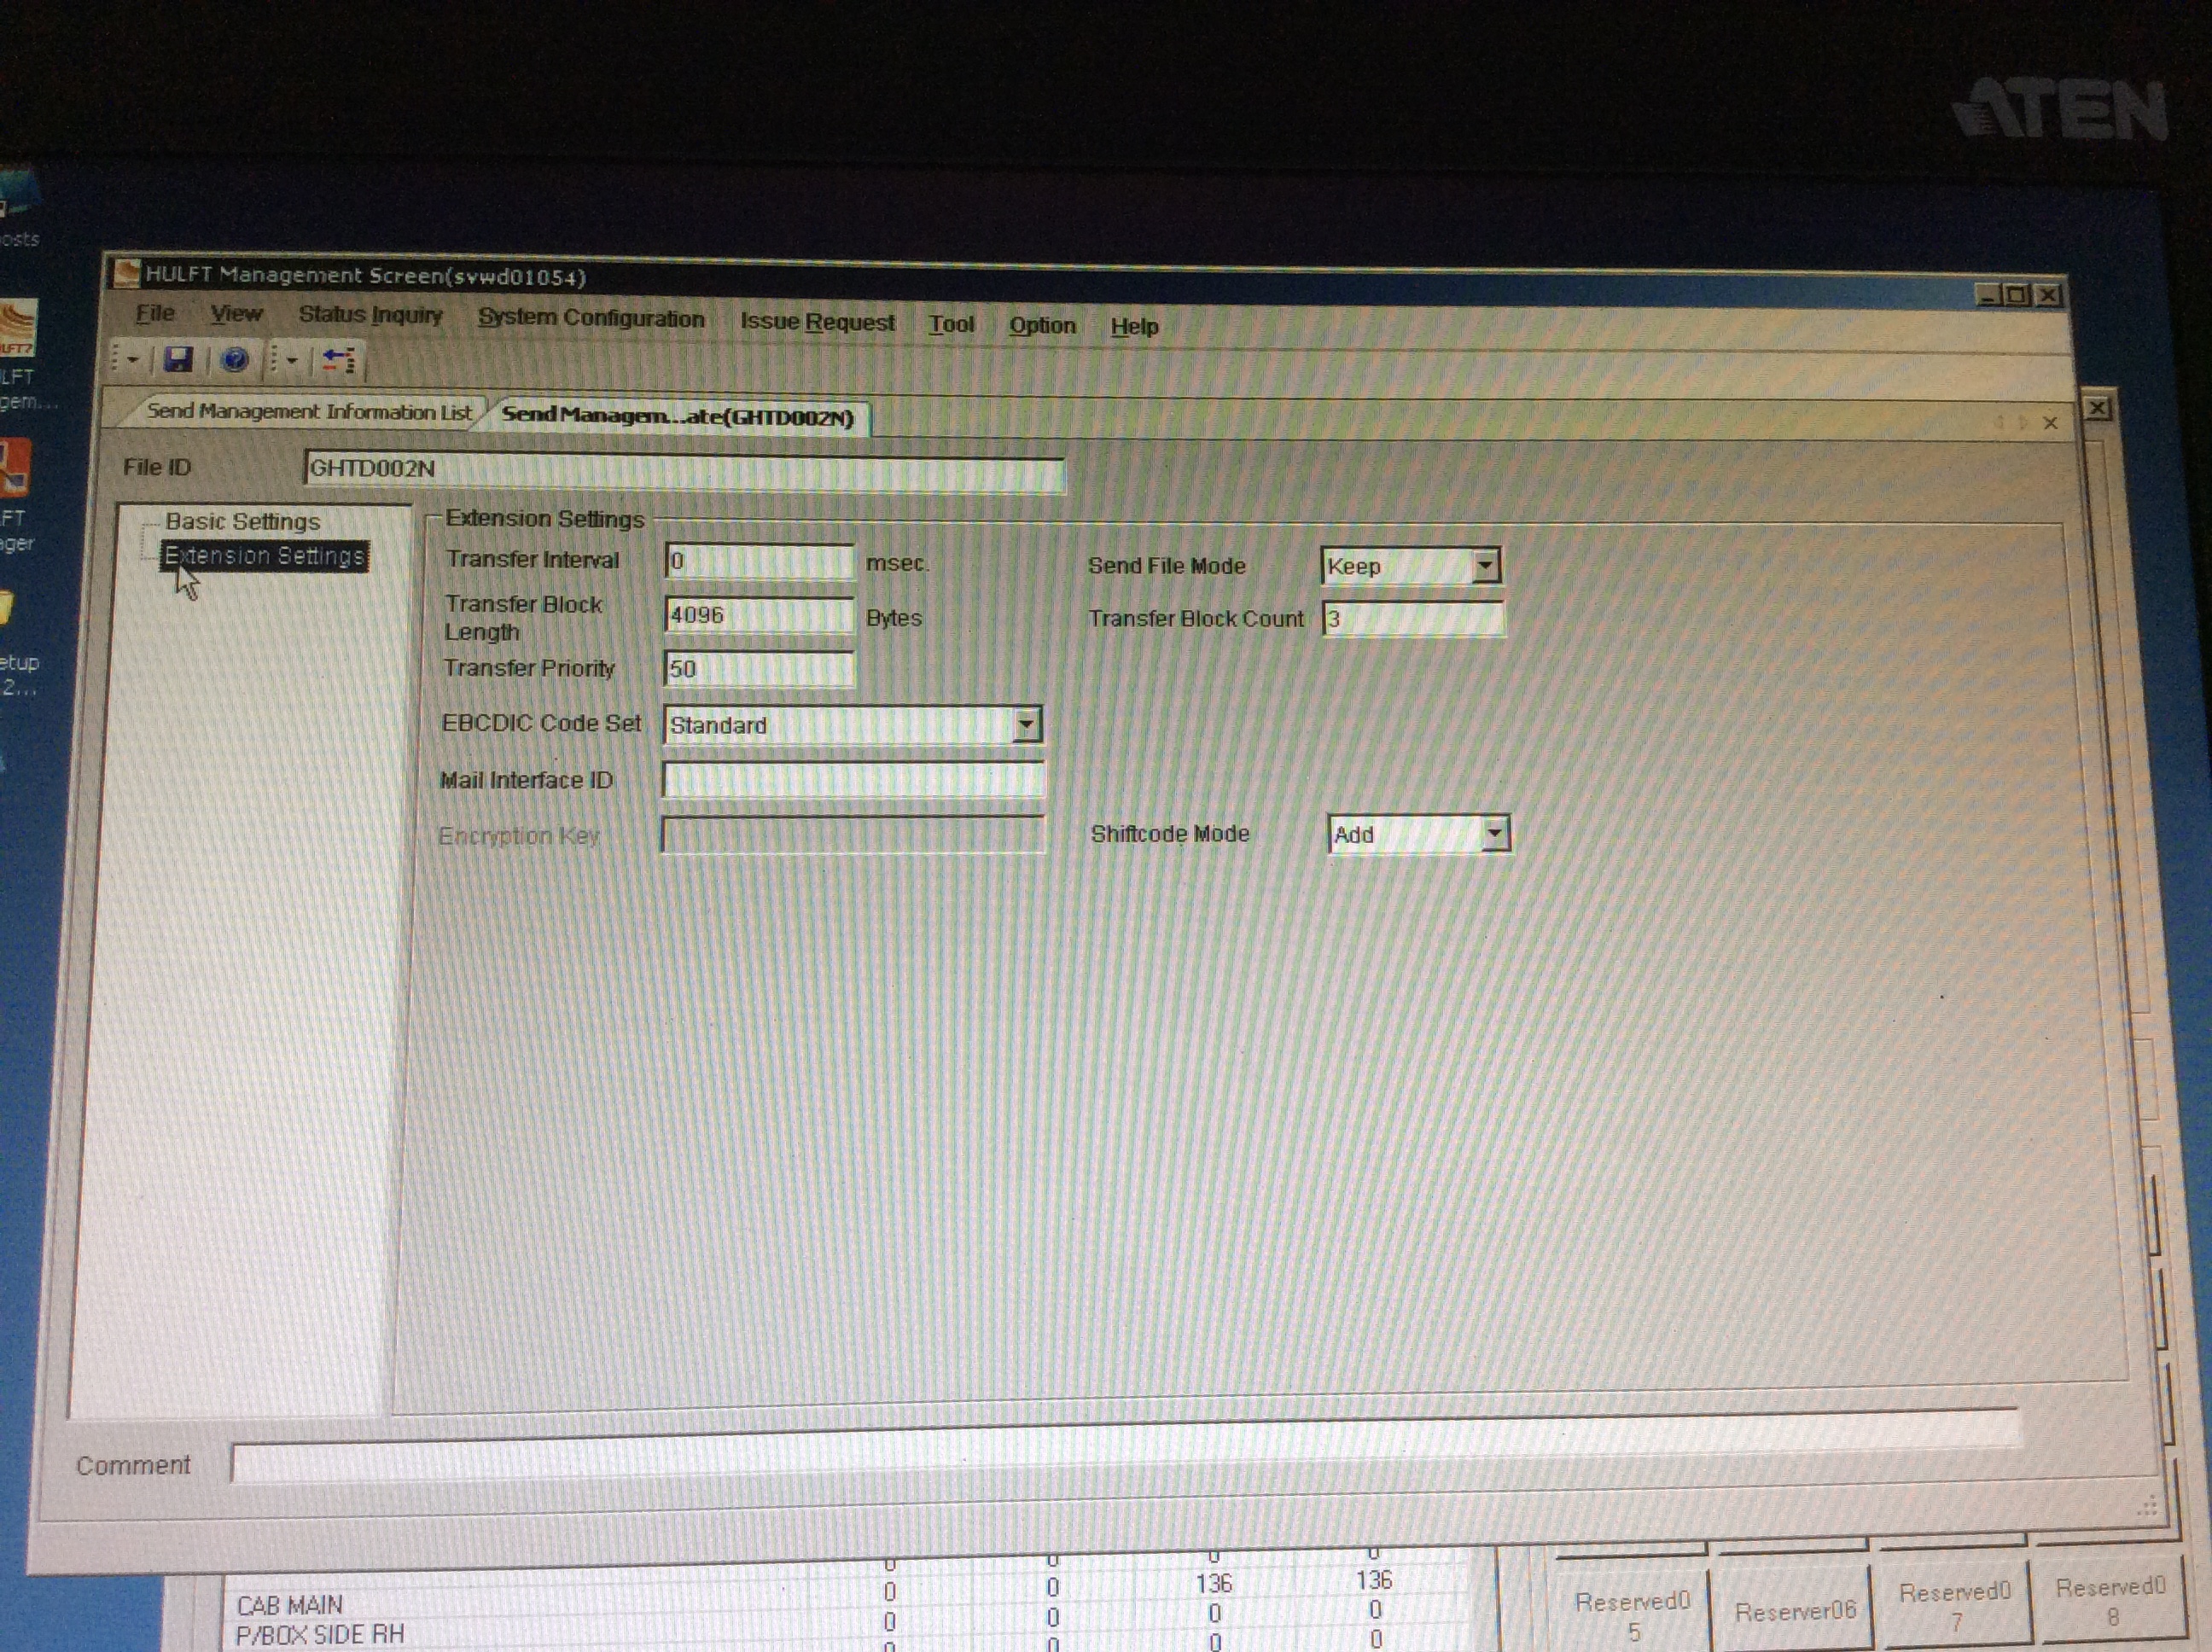 ATEN
osts
HULFT Management Screen(svwd01054)
File View Status Inquiry System Configuration Issue Request Tool Option Help
LFT
gem...
Send Management Information List
Send Managem...ate(GHTD002N)
File ID
GHTD002N
FT
ager
Basic Settings
Extension Settings
Extension Settings
Transfer Interval 0 msec.
Send File Mode Keep
Transfer Block
Length
4096 Bytes
Transfer Block Count 3
Transfer Priority 50
etup
2...
EBCDIC Code Set Standard
Mail Interface ID
Encryption Key
Shiftcode Mode Add
Comment
0 0 0 0
CAB MAIN 0 0 136 136
P/BOX SIDE RH 0 0 0 0
0 0 0 0
Reserved0
5
Reserver06
Reserved0
7
Reserved0
8